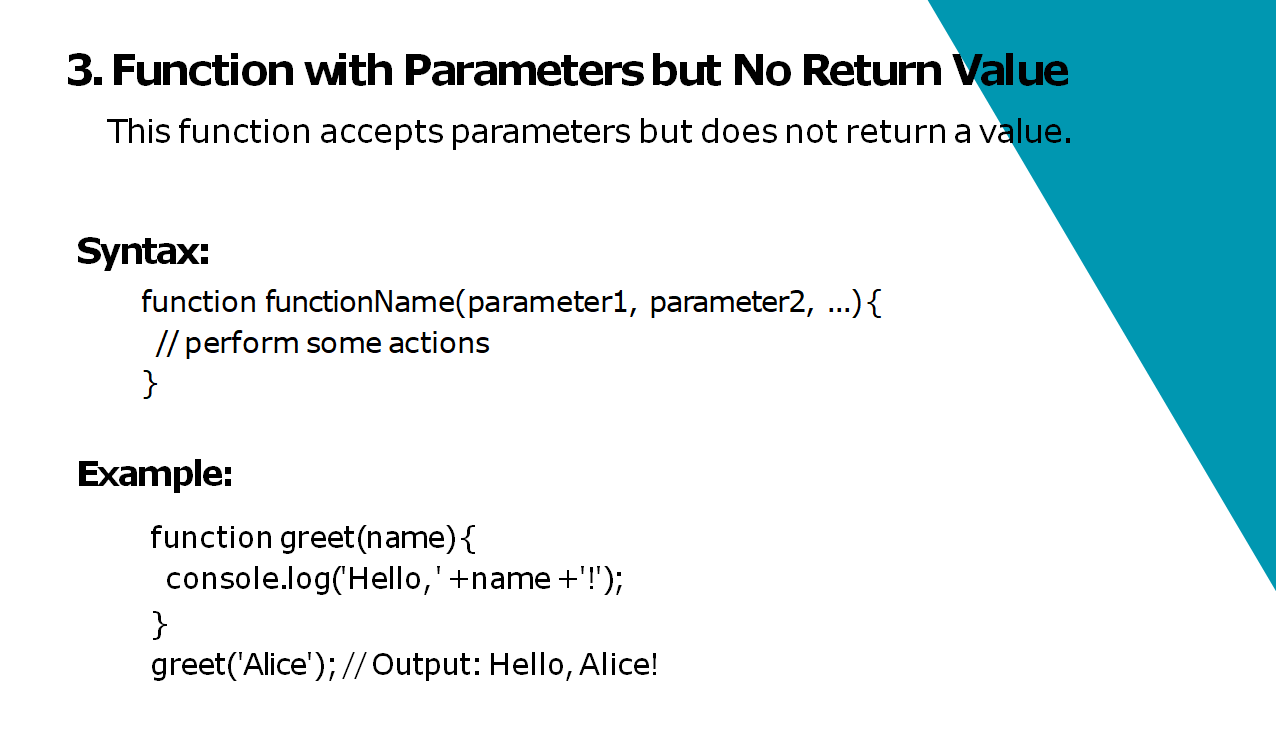 3. Function with Parameters but No Return Value
This function accepts parameters but does not return a value.
Syntax:
function functionName(parameter1, parameter2, ...){
// perform some actions
}
Example:
function greet(name){
console.log('Hello, ' +name +'!');
}
greet('Alice'); // Output: Hello, Alice!